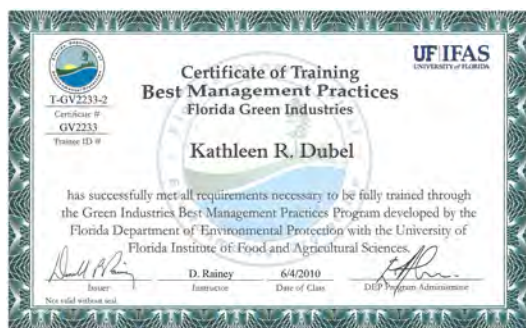 UF IFAS
UNIVERSITY of FLORIDA
Certificate of Training
Best Management Practices
Florida Green Industries
T-GV2233-2
Certificate #
GV2233
Trainee ID #
Kathleen R. Dubel
has successfully met all requirements necessary to be fully trained through
the Green Industries Best Management Practices Program developed by the
Florida Department of Environmental Protection with the University of
Florida Institute of Food and Agricultural Sciences.
D. Rainey 6/4/2010
Issuer Instructor Date of Class DEP Program Administrator
Not valid without seal